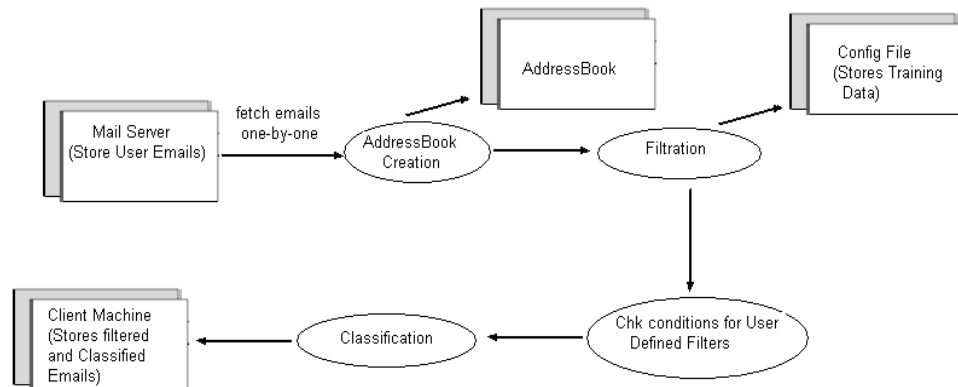 AddressBook
Config File
(Stores Training
Data)
fetch emails
one-by-one
Mail Server
(Store User Emails)
AddressBook
Creation
Filtration
Client Machine
(Stores filtered
and Classified
Emails)
Classification
Chk conditions for User
Defined Filters